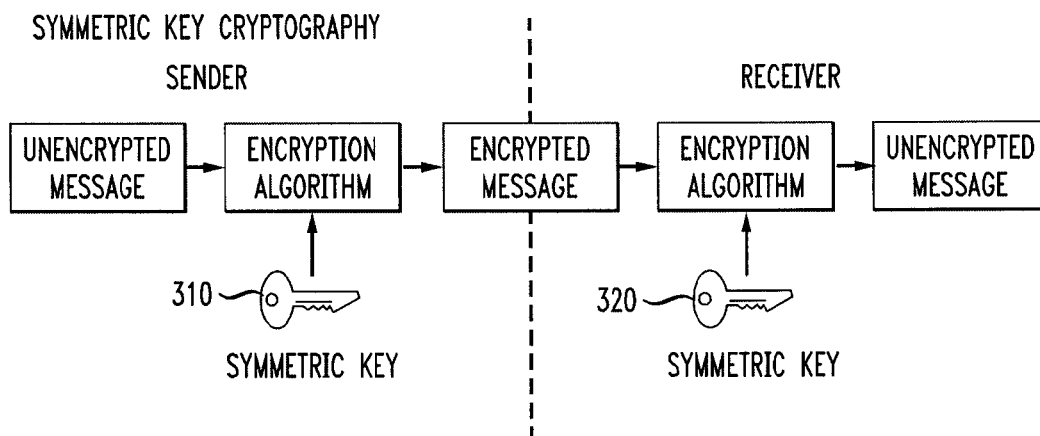 SYMMETRIC KEY CRYPTOGRAPHY
SENDER
RECEIVER
UNENCRYPTED
MESSAGE
ENCRYPTION
ALGORITHM
ENCRYPTED
MESSAGE
ENCRYPTION
ALGORITHM
UNENCRYPTED
MESSAGE
310
320
SYMMETRIC KEY
SYMMETRIC KEY